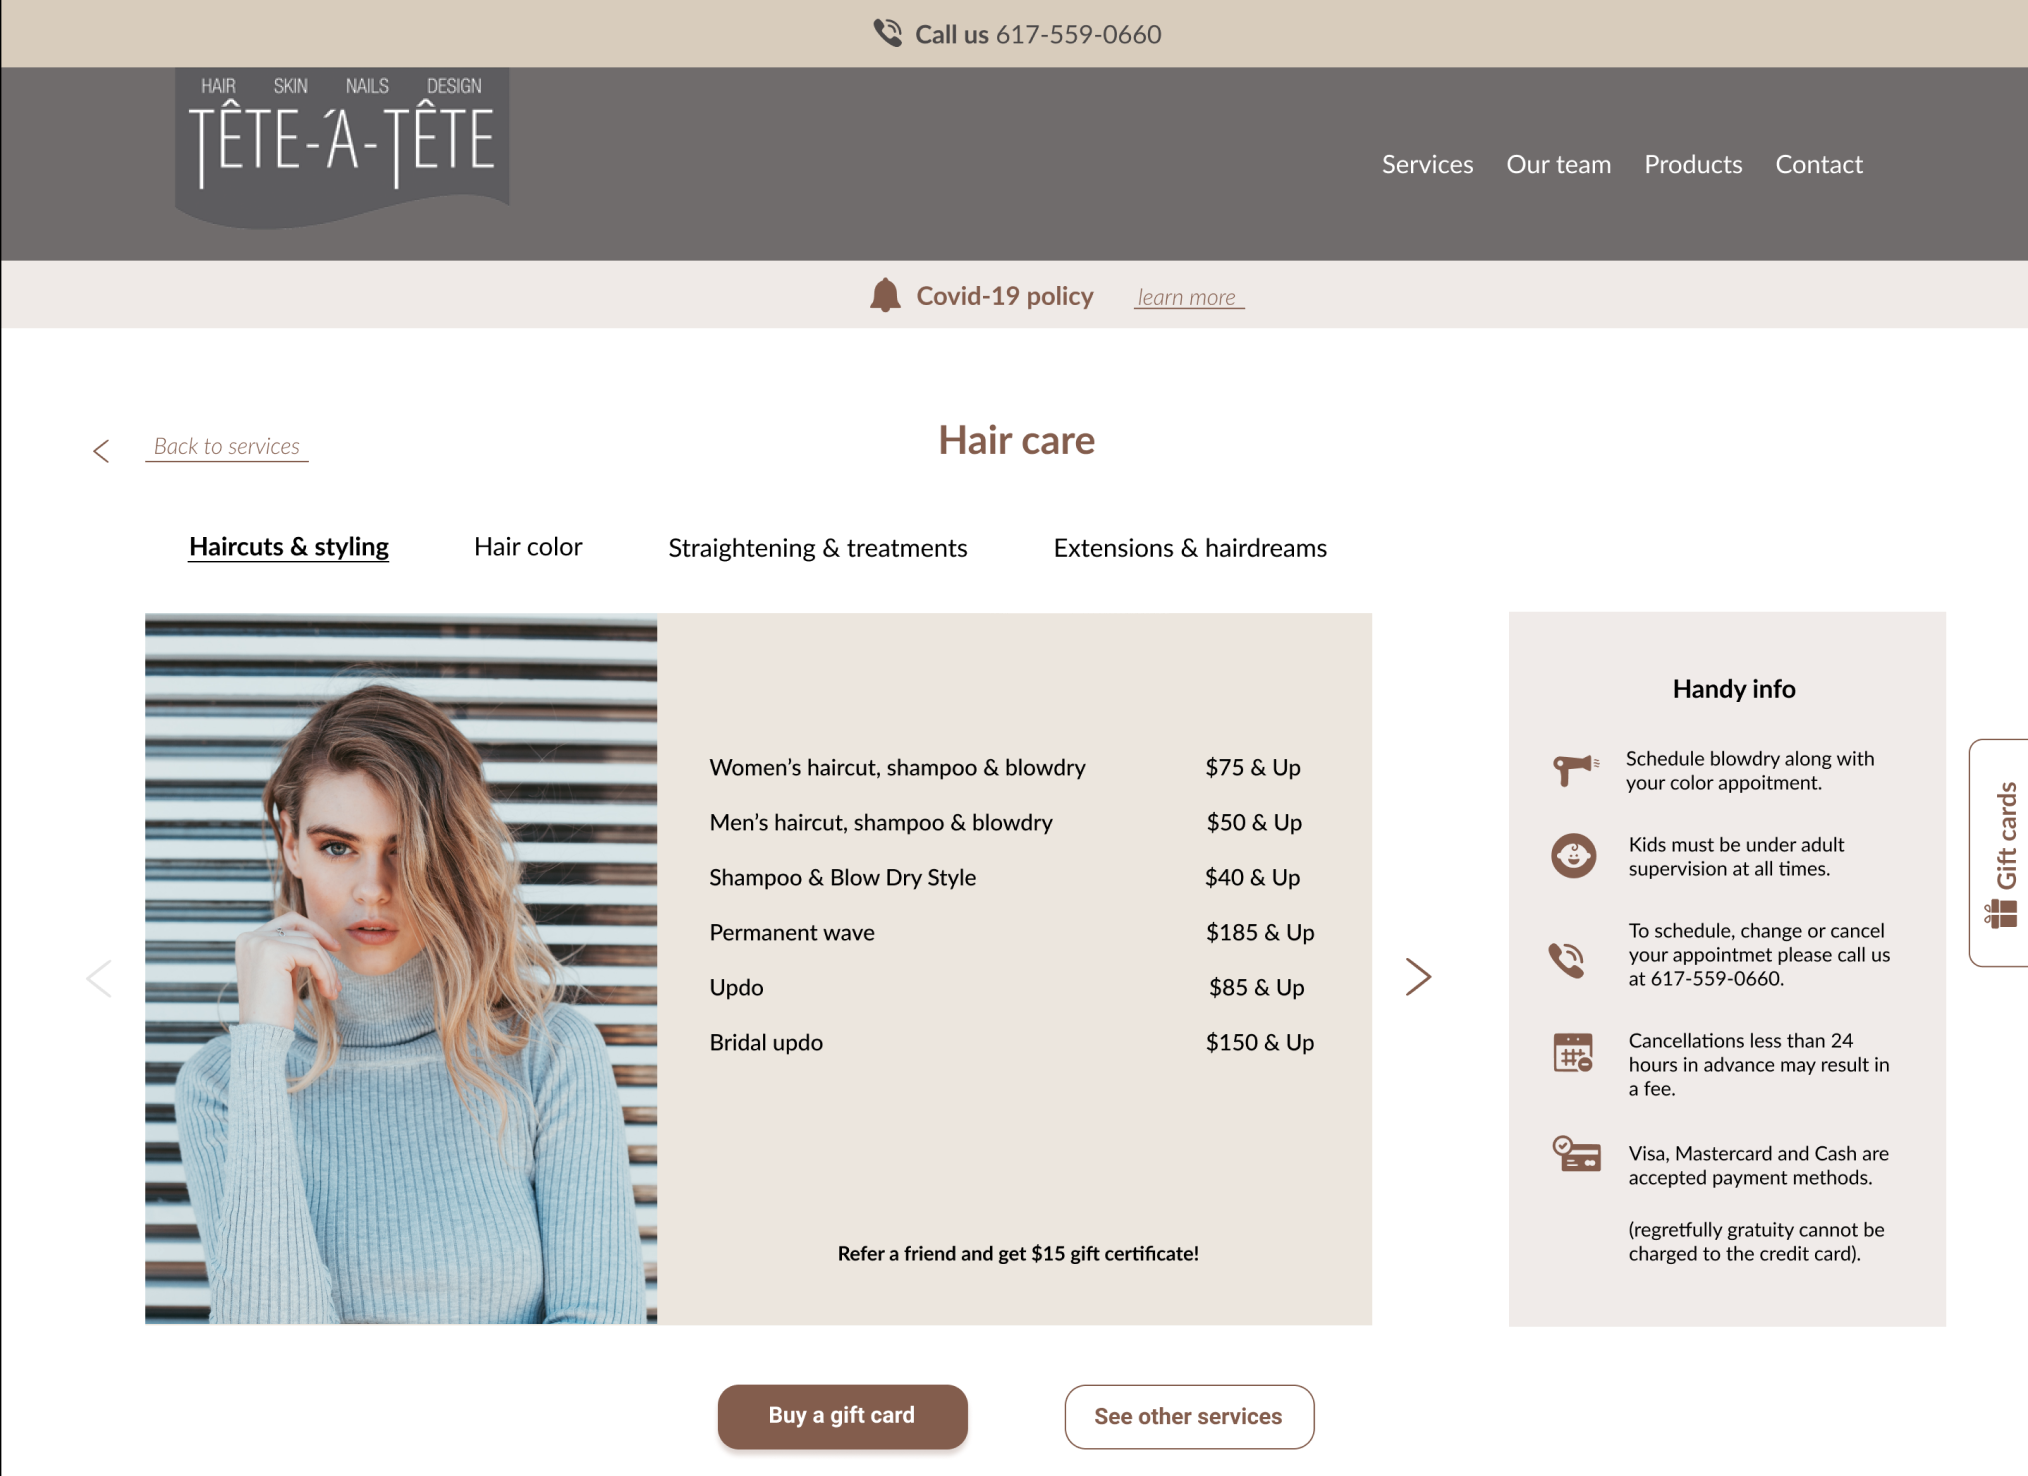 Call us 617-559-0660
HAIR SKIN NAILS DESIGN
TÊTE-Á-TÊTE
Services Our team Products Contact
Covid-19 policy learn more
Back to services
Hair care
Haircuts & styling Hair color Straightening & treatments Extensions & hairdreams
Women’s haircut, shampoo & blowdry $75 & Up
Men’s haircut, shampoo & blowdry $50 & Up
Shampoo & Blow Dry Style $40 & Up
Permanent wave $185 & Up
Updo $85 & Up
Bridal updo $150 & Up
Refer a friend and get $15 gift certificate!
Handy info
Schedule blowdry along with
your color appoitment.
Kids must be under adult
supervision at all times.
To schedule, change or cancel
your appointmet please call us
at 617-559-0660.
Cancellations less than 24
hours in advance may result in
a fee.
Visa, Mastercard and Cash are
accepted payment methods.
(regretfully gratuity cannot be
charged to the credit card).
Gift cards
Buy a gift card
See other services